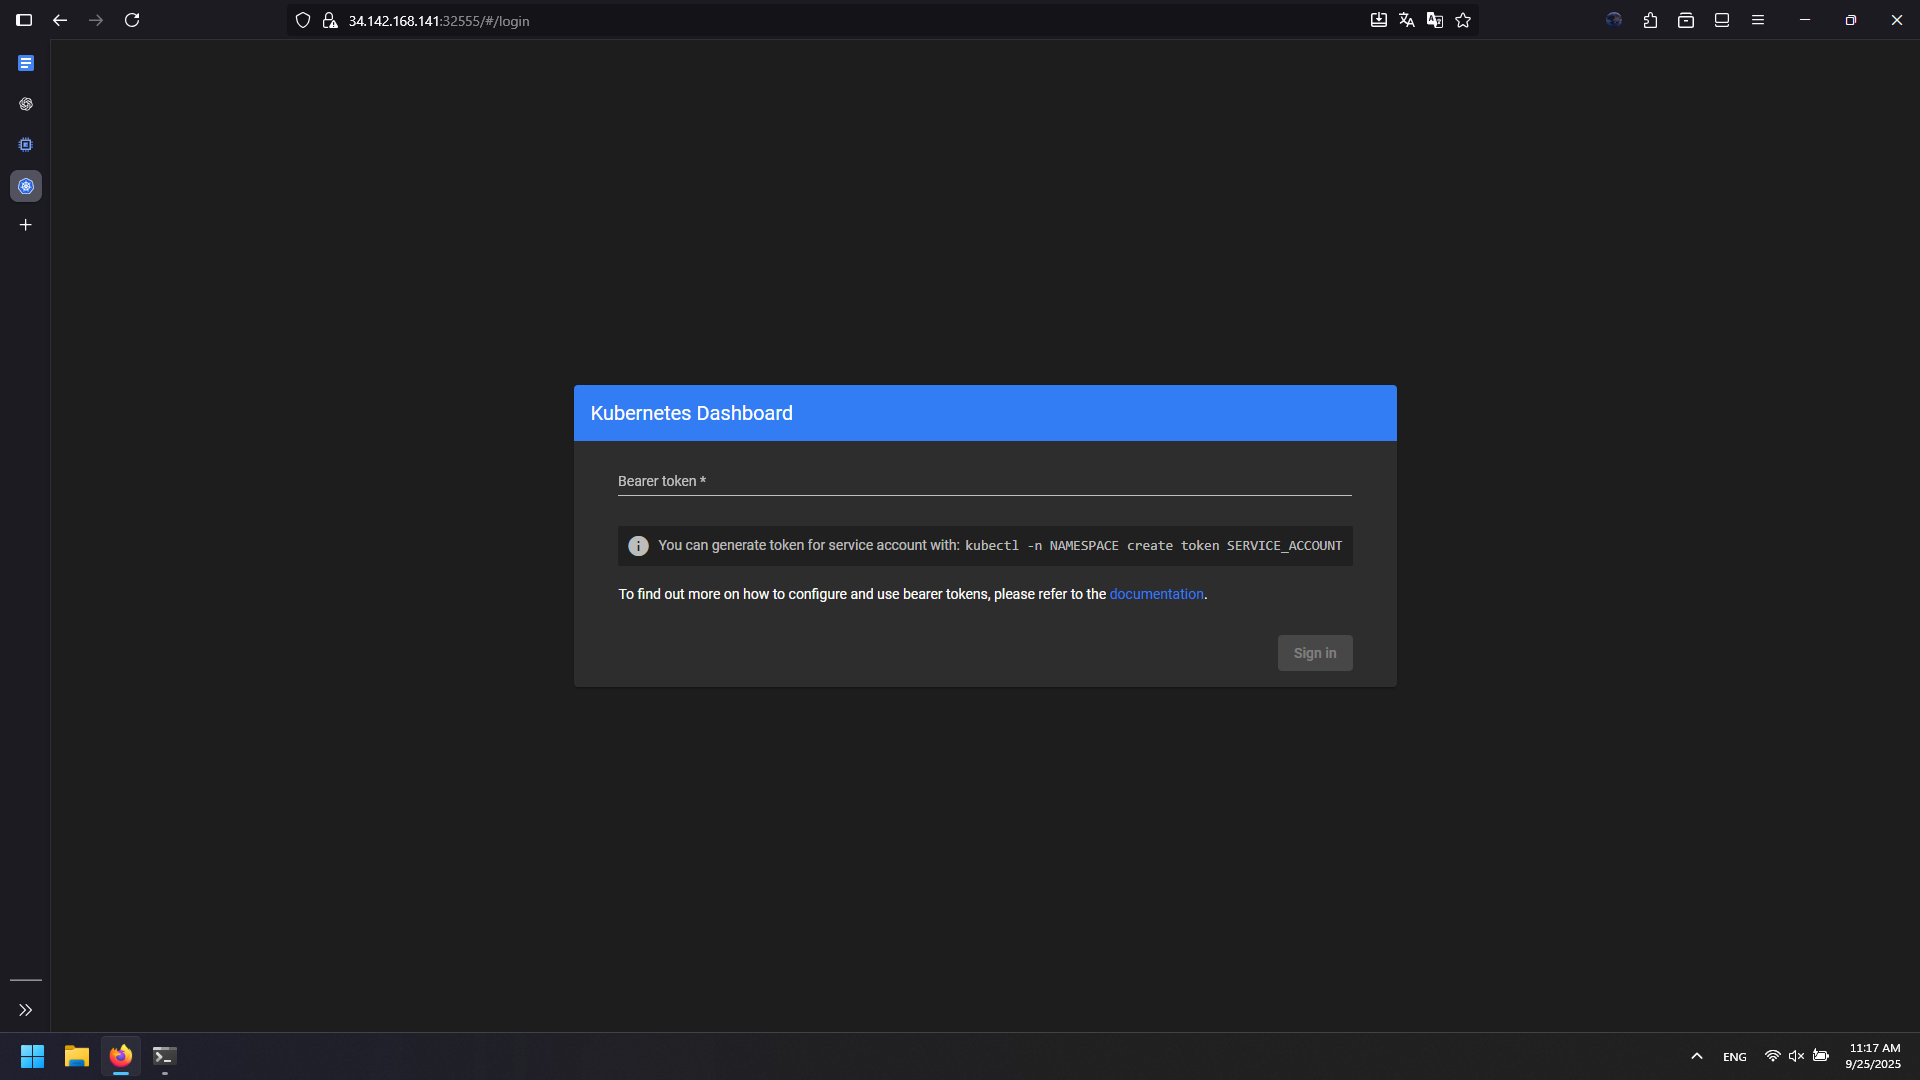 34.142.168.141:32555/#/login
Kubernetes Dashboard
Bearer token *
You can generate token for service account with: kubectl -n NAMESPACE create token SERVICE_ACCOUNT
To find out more on how to configure and use bearer tokens, please refer to the documentation.
Sign in
ENG
11:17 AM
9/25/2025